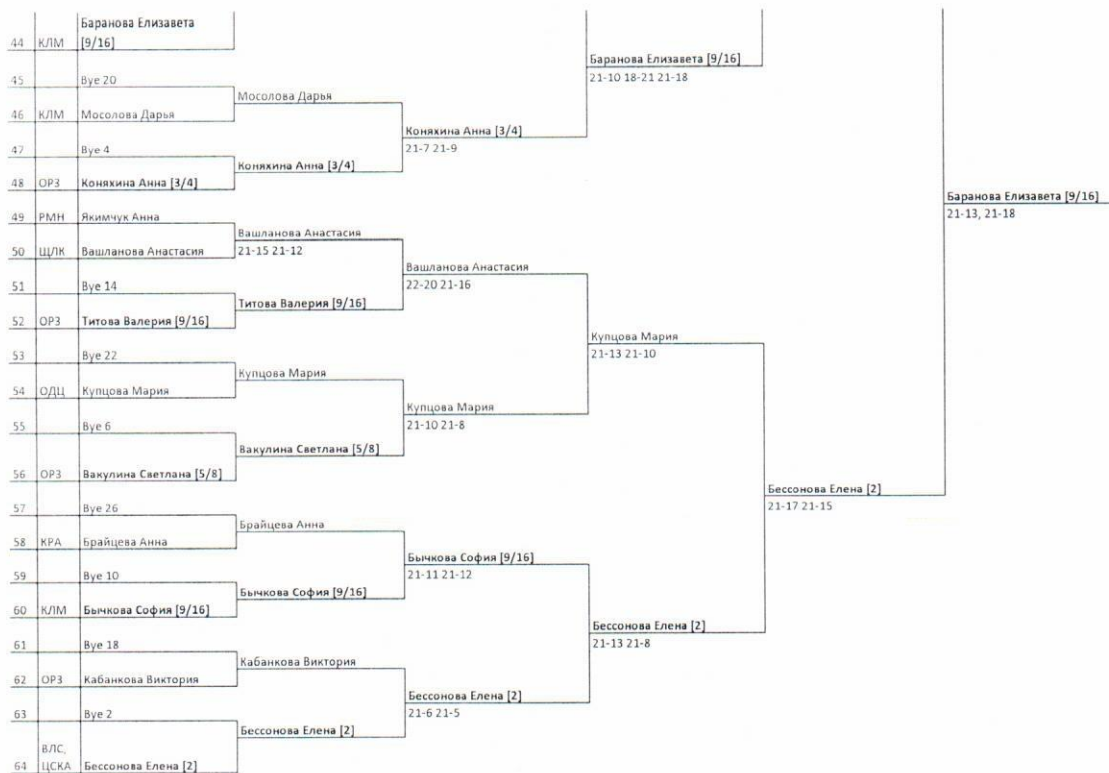 Баранова Елизавета
44 КЛМ [9/16]
Баранова Елизавета [9/16]
45 Bye 20
21-10 18-21 21-18
Мосолова Дарья
46 КЛМ Мосолова Дарья
Коняхина Анна [3/4]
47 Bye 4
21-7 21-9
Коняхина Анна [3/4]
48 ОРЗ Коняхина Анна [3/4]
Баранова Елизавета [9/16]
49 РМН Якимчук Анна
21-13, 21-18
Вашланова Анастасия
50 ЩЛК Вашланова Анастасия
21-15 21-12
Вашланова Анастасия
51 Bye 14
22-20 21-16
Титова Валерия [9/16]
52 ОРЗ Титова Валерия [9/16]
Купцова Мария
53 Bye 22
21-13 21-10
Купцова Мария
54 ОДЦ Купцова Мария
Купцова Мария
55 Bye 6
21-10 21-8
Вакулина Светлана [5/8]
56 ОРЗ Вакулина Светлана [5/8]
Бессонова Елена [2]
57 Bye 26
21-17 21-15
Брайцева Анна
58 КРА Брайцева Анна
Бычкова София [9/16]
59 Bye 10
21-11 21-12
Бычкова София [9/16]
60 КЛМ Бычкова София [9/16]
Бессонова Елена [2]
61 Bye 18
21-13 21-8
Кабанкова Виктория
62 ОРЗ Кабанкова Виктория
Бессонова Елена [2]
63 Bye 2
21-6 21-5
Бессонова Елена [2]
ВЛС,
64 ЦСКА Бессонова Елена [2]